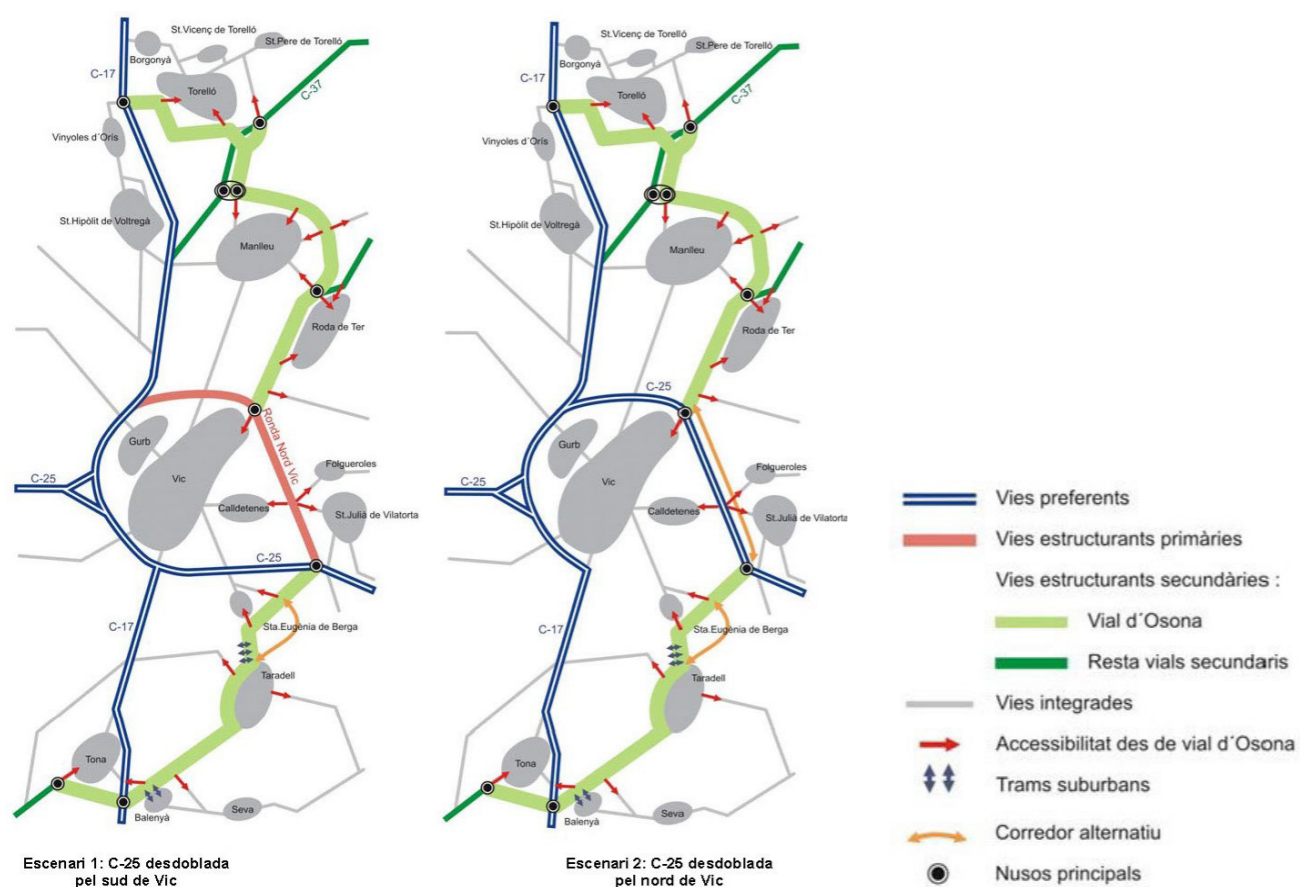 St.Vicenç de Torelló
St.Pere de Torelló
Borgonyà
C-17
Torelló
C-37
Vinyoles d´Orís
St.Hipòlit de Voltregà
Manlleu
Roda de Ter
Gurb
Ronda Nord Vic
Vic
C-25
Folgueroles
Calldetenes
St.Julià de Vilatorta
C-25
C-17
Sta.Eugènia de Berga
Taradell
Tona
Balenyà
Seva
Escenari 1: C-25 desdoblada
pel sud de Vic
St.Vicenç de Torelló
St.Pere de Torelló
Borgonyà
C-17
Torelló
C-37
Vinyoles d´Orís
St.Hipòlit de Voltregà
Manlleu
Roda de Ter
C-25
Gurb
Vic
C-25
Folgueroles
Calldetenes
St.Julià de Vilatorta
C-17
Sta.Eugènia de Berga
Taradell
Tona
Balenyà
Seva
Escenari 2: C-25 desdoblada
pel nord de Vic
Vies preferents
Vies estructurants primàries
Vies estructurants secundàries :
Vial d´Osona
Resta vials secundaris
Vies integrades
Accessibilitat des de vial d´Osona
Trams suburbans
Corredor alternatiu
Nusos principals